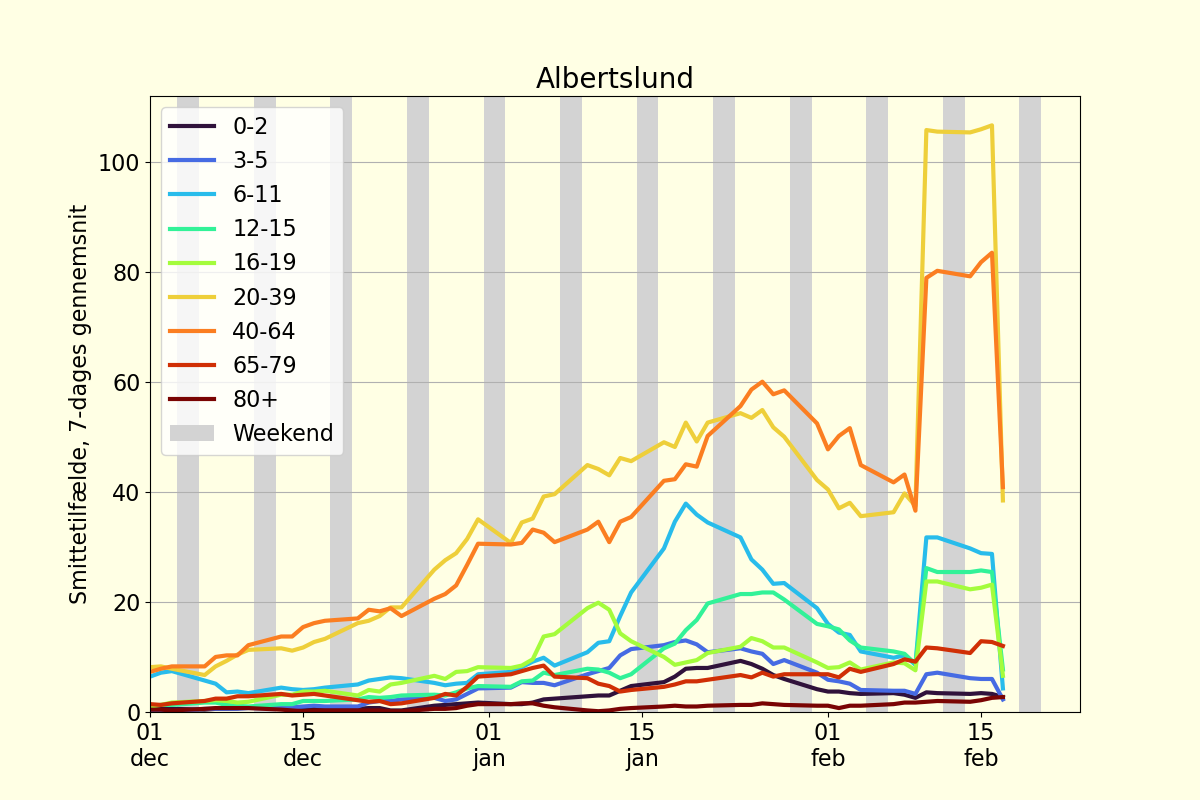 Albertslund
Smittetilfælde, 7-dages gennemsnit
100
80
60
40
20
0
0-2
3-5
6-11
12-15
16-19
20-39
40-64
65-79
80+
Weekend
01 dec
15 dec
01 jan
15 jan
01 feb
15 feb